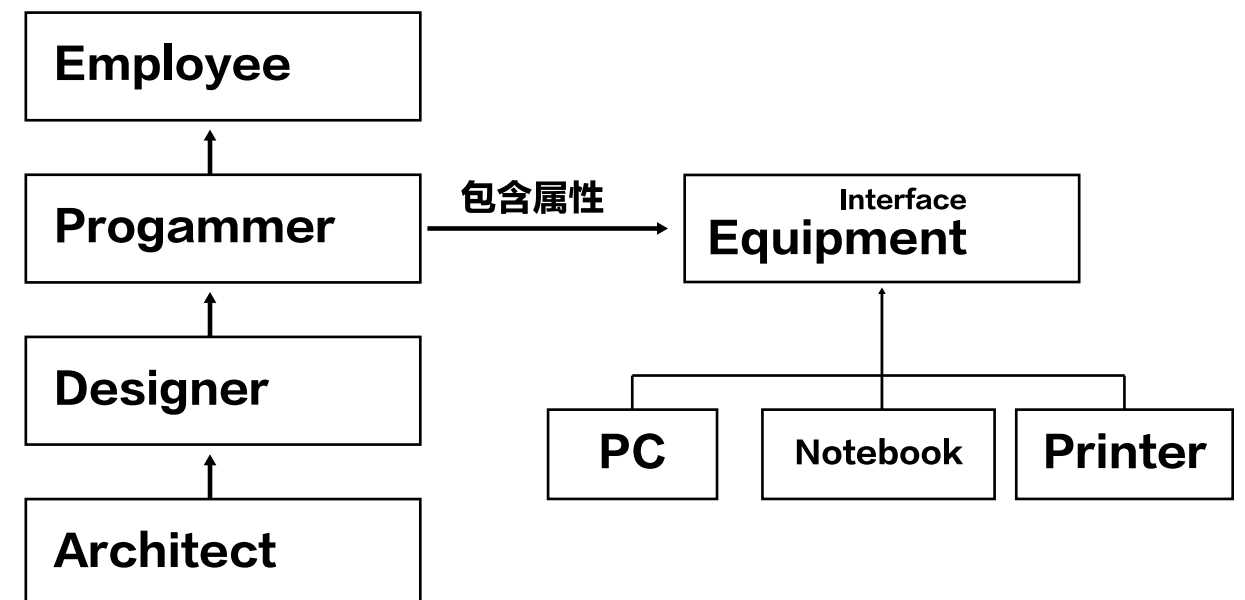 Employee
Progammer
包含属性
Interface
Equipment
Designer
PC
Notebook
Printer
Architect